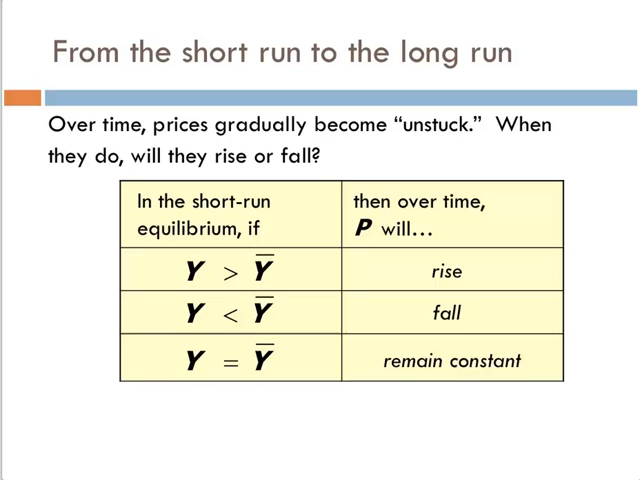 From the short run to the long run
Over time, prices gradually become “unstuck.” When
they do, will they rise or fall?
In the short-run
equilibrium, if
then over time,
P will…
Y > Y̅
rise
Y < Y̅
fall
Y = Y̅
remain constant